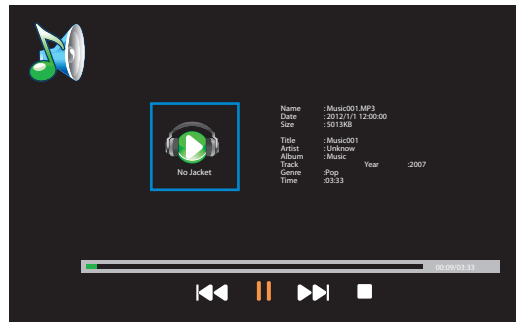 Name : Music001.MP3
Date : 2012/1/1 12:00:00
Size : 5013KB
Title : Music001
Artist : Unknow
Album : Music
Track Year :2007
Genre :Pop
Time :03:33
No Jacket
00:09/03:33